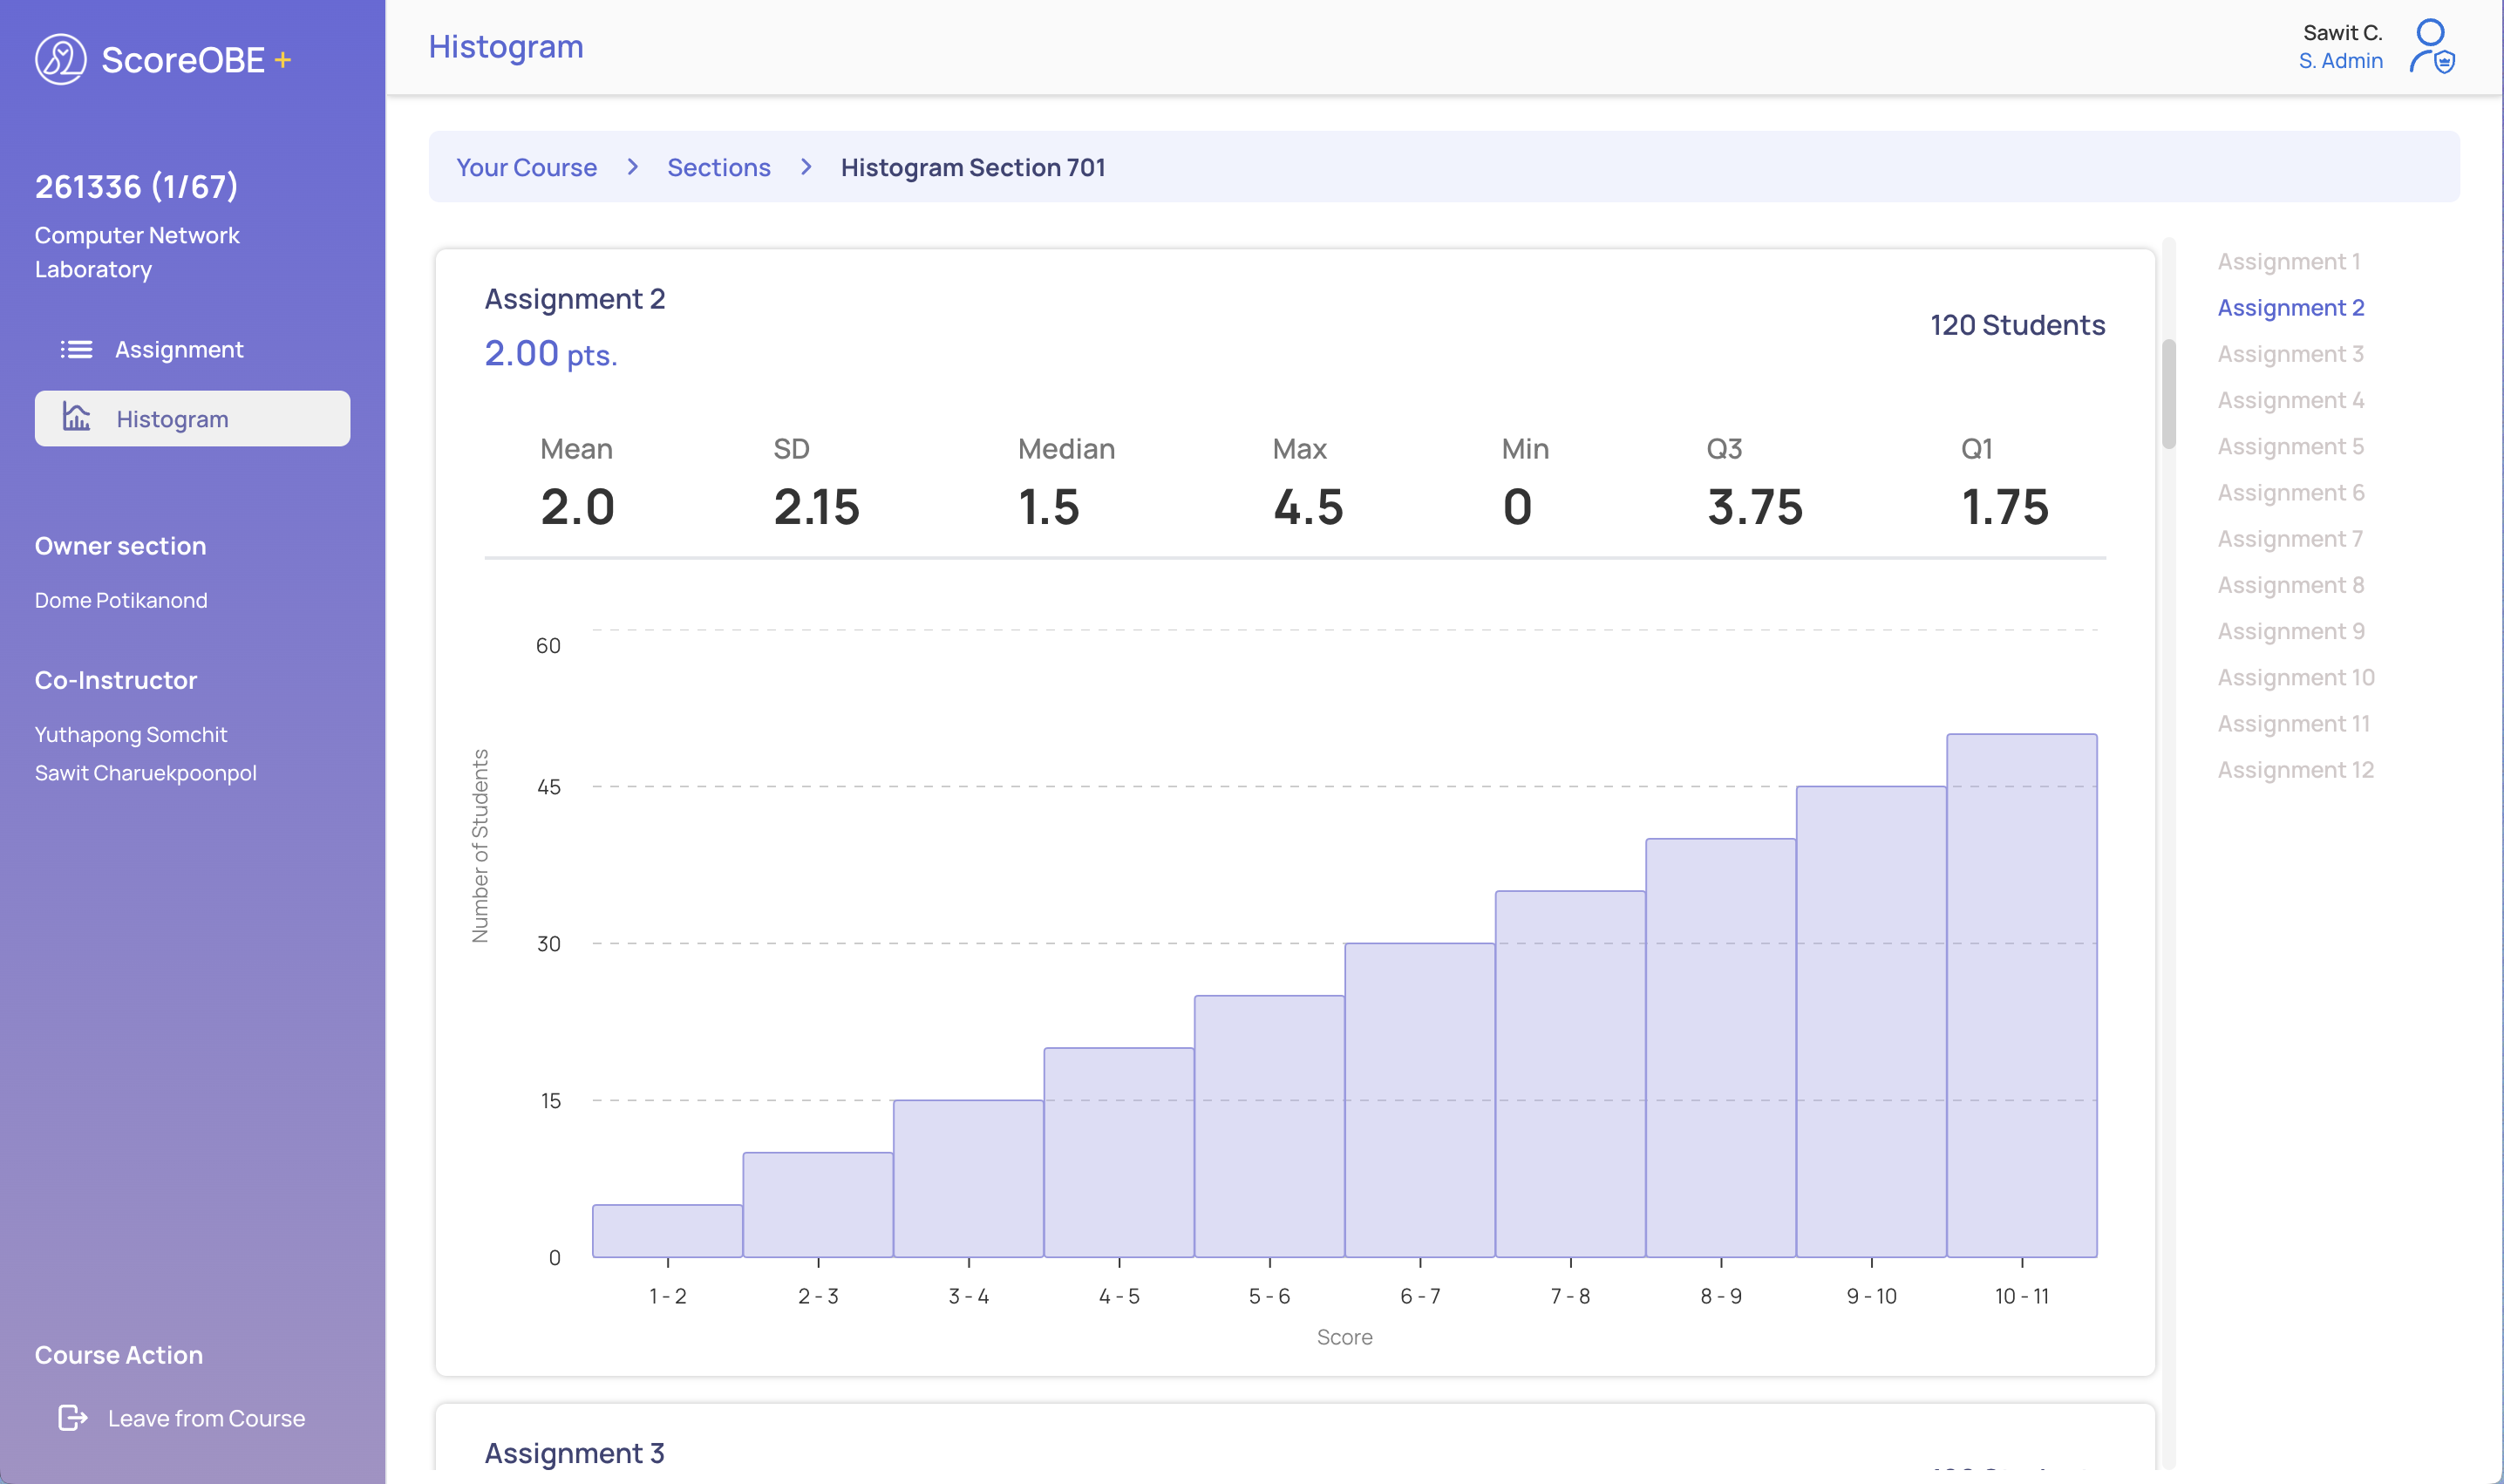 ScoreOBE +
261336 (1/67)
Computer Network
Laboratory
Assignment
Histogram
Owner section
Dome Potikanond
Co-Instructor
Yuthapong Somchit
Sawit Charuekpoonpol
Course Action
Leave from Course
Histogram
Sawit C.
S. Admin
Your Course > Sections > Histogram Section 701
Assignment 2
2.00 pts.
120 Students
Mean SD Median Max Min Q3 Q1
2.0 2.15 1.5 4.5 0 3.75 1.75
Number of Students
60
45
30
15
0
1 - 2 2 - 3 3 - 4 4 - 5 5 - 6 6 - 7 7 - 8 8 - 9 9 - 10 10 - 11
Score
Assignment 3
Assignment 1
Assignment 2
Assignment 3
Assignment 4
Assignment 5
Assignment 6
Assignment 7
Assignment 8
Assignment 9
Assignment 10
Assignment 11
Assignment 12